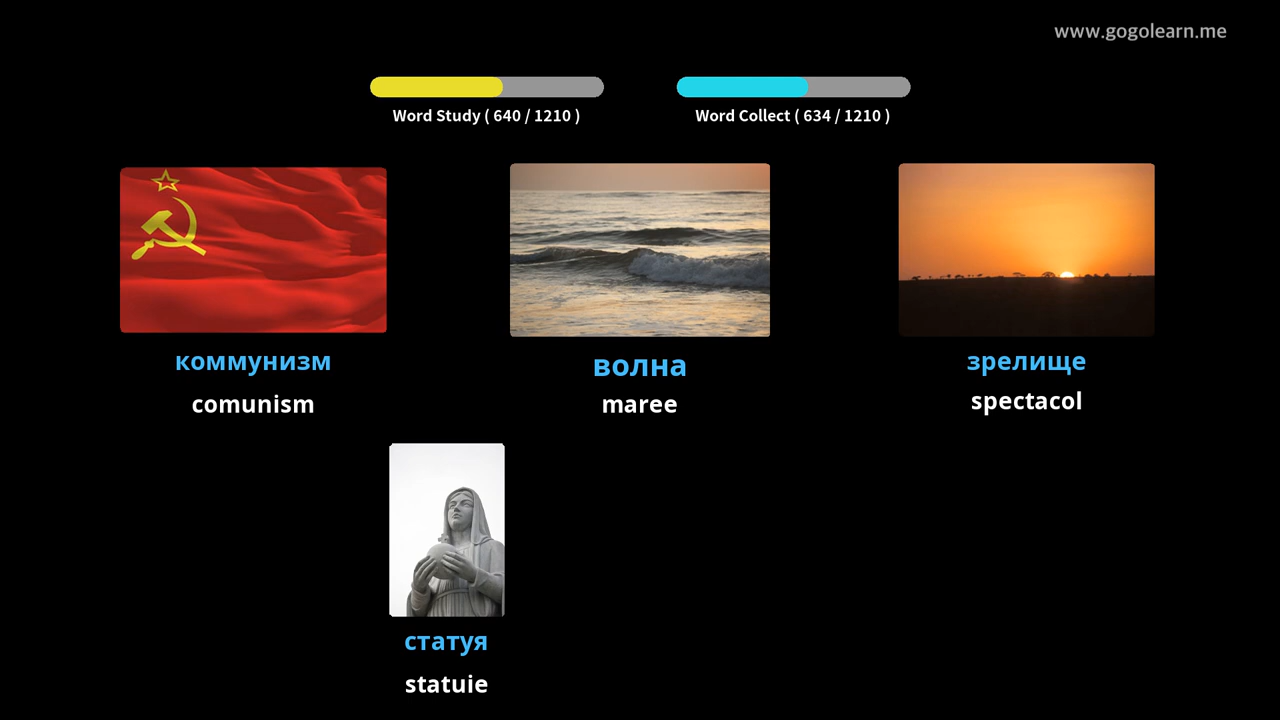 www.gogolearn.me
Word Study ( 640 / 1210 )
Word Collect ( 634 / 1210 )
коммунизм
comunism
волна
maree
зрелище
spectacol
статуя
statuie